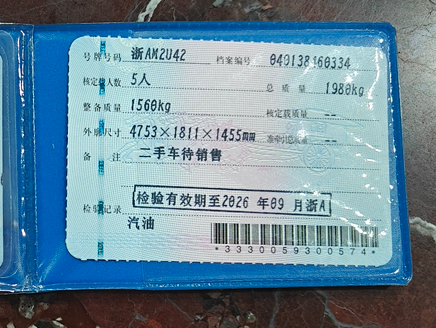 号牌号码 浙AM2U42 档案编号 040138160334
核定载人数 5人 总质量 1980kg
整备质量 1560kg 核定载质量 --
外廓尺寸 4753×1811×1455mm 准牵引总质量 --
备注 二手车待销售
检验记录 检验有效期至2026 年09 月浙A
汽油
*3330059300574*